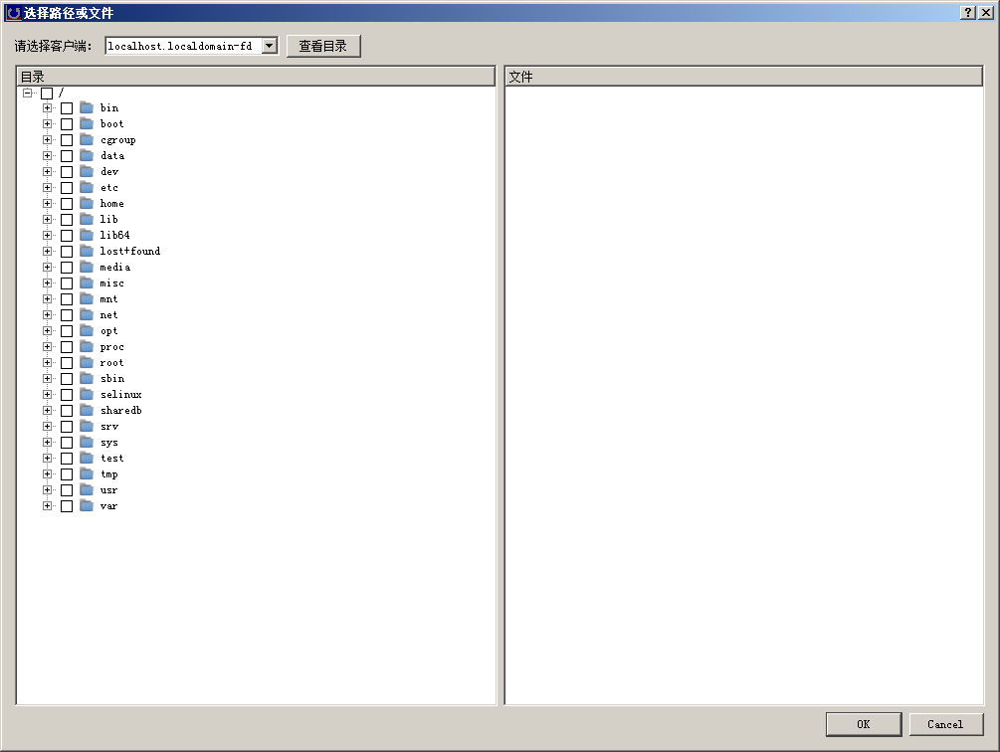 选择路径或文件
请选择客户端： localhost.localdomain-fd 查看目录
目录 文件
/
bin
boot
cgroup
data
dev
etc
home
lib
lib64
lost+found
media
misc
mnt
net
opt
proc
root
sbin
selinux
sharedb
srv
sys
test
tmp
usr
var
OK Cancel